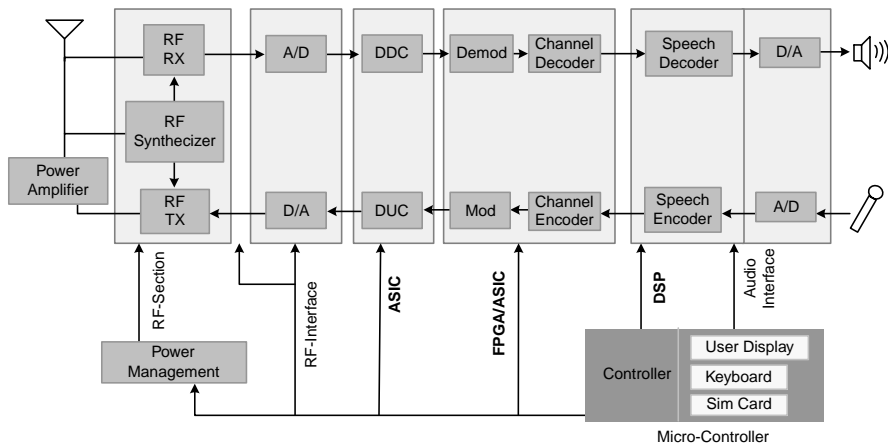 RF
RX
A/D
DDC
Demod
Channel
Decoder
Speech
Decoder
D/A
RF
Synthecizer
Power
Amplifier
RF
TX
D/A
DUC
Mod
Channel
Encoder
Speech
Encoder
A/D
RF-Section
RF-Interface
ASIC
FPGA/ASIC
DSP
Audio
Interface
Power
Management
Controller
User Display
Keyboard
Sim Card
Micro-Controller